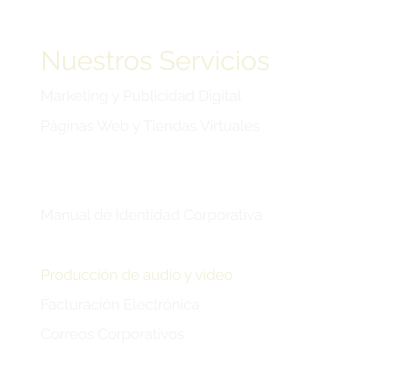 Nuestros Servicios
Marketing y Publicidad Digital
Páginas Web y Tiendas Virtuales
Manual de identidad Corporativa
Producción de audio y video
Facturación Electrónica
Correos Corporativos